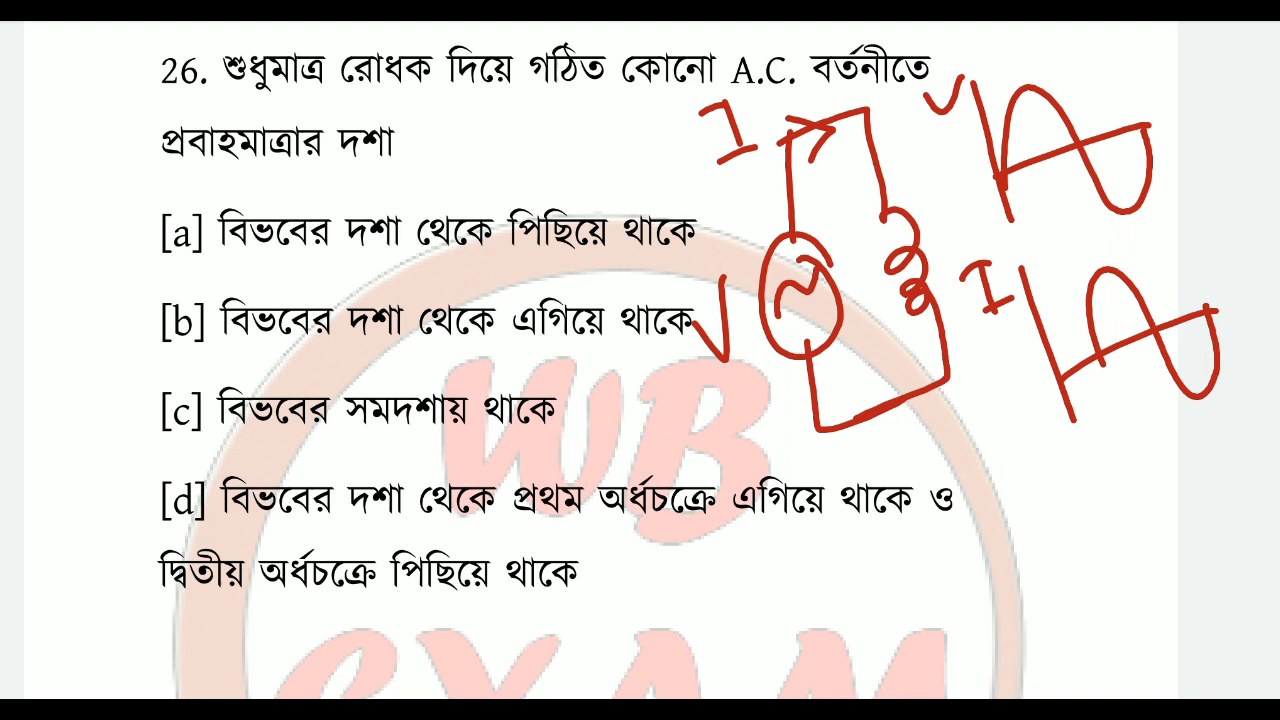 26. শুধুমাত্র রোধক দিয়ে গঠিত কোনো A.C. বর্তনীতে
প্রবাহমাত্রার দশা
[a] বিভবের দশা থেকে পিছিয়ে থাকে
[b] বিভবের দশা থেকে এগিয়ে থাকে
[c] বিভবের সমদশায় থাকে
[d] বিভবের দশা থেকে প্রথম অর্ধচক্রে এগিয়ে থাকে ও
দ্বিতীয় অর্ধচক্রে পিছিয়ে থাকে
I
V
V
I
WB
EXAM